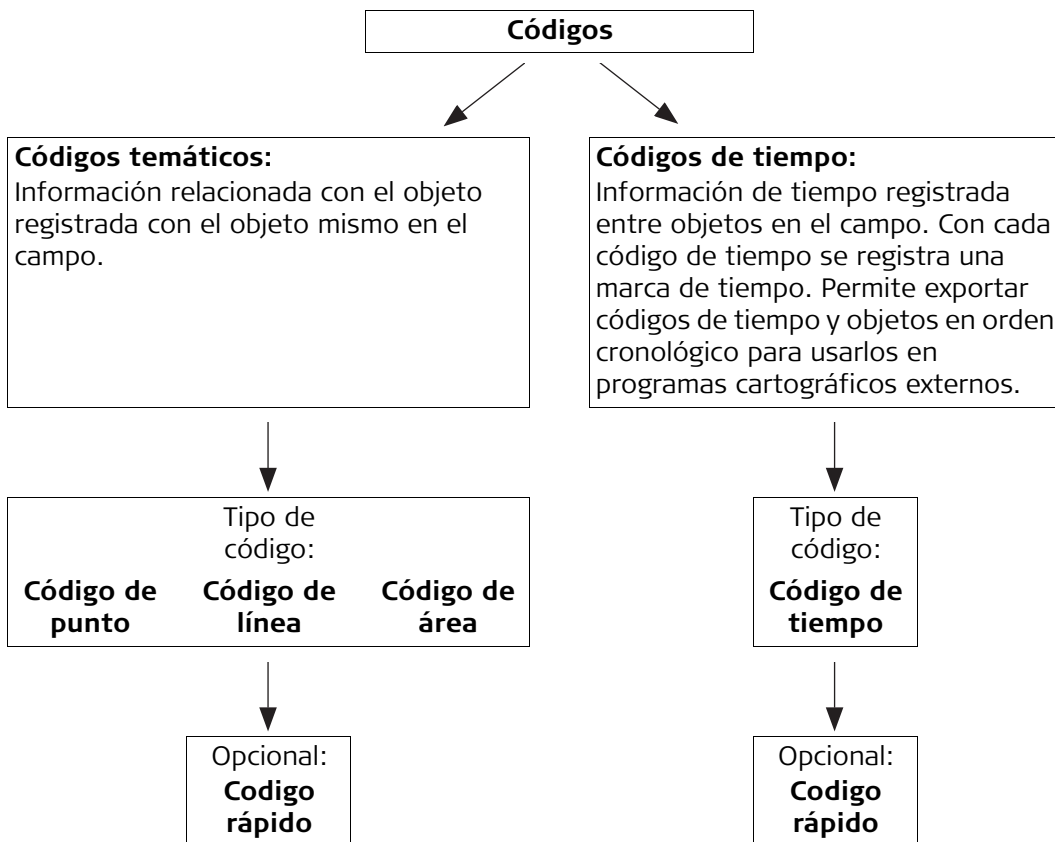 Códigos
Códigos temáticos:
Información relacionada con el objeto
registrada con el objeto mismo en el
campo.
Códigos de tiempo:
Información de tiempo registrada
entre objetos en el campo. Con cada
código de tiempo se registra una
marca de tiempo. Permite exportar
códigos de tiempo y objetos en orden
cronológico para usarlos en
programas cartográficos externos.
Tipo de
código:
Código de
punto
Código de
línea
Código de
área
Tipo de
código:
Código de
tiempo
Opcional:
Codigo
rápido
Opcional:
Codigo
rápido